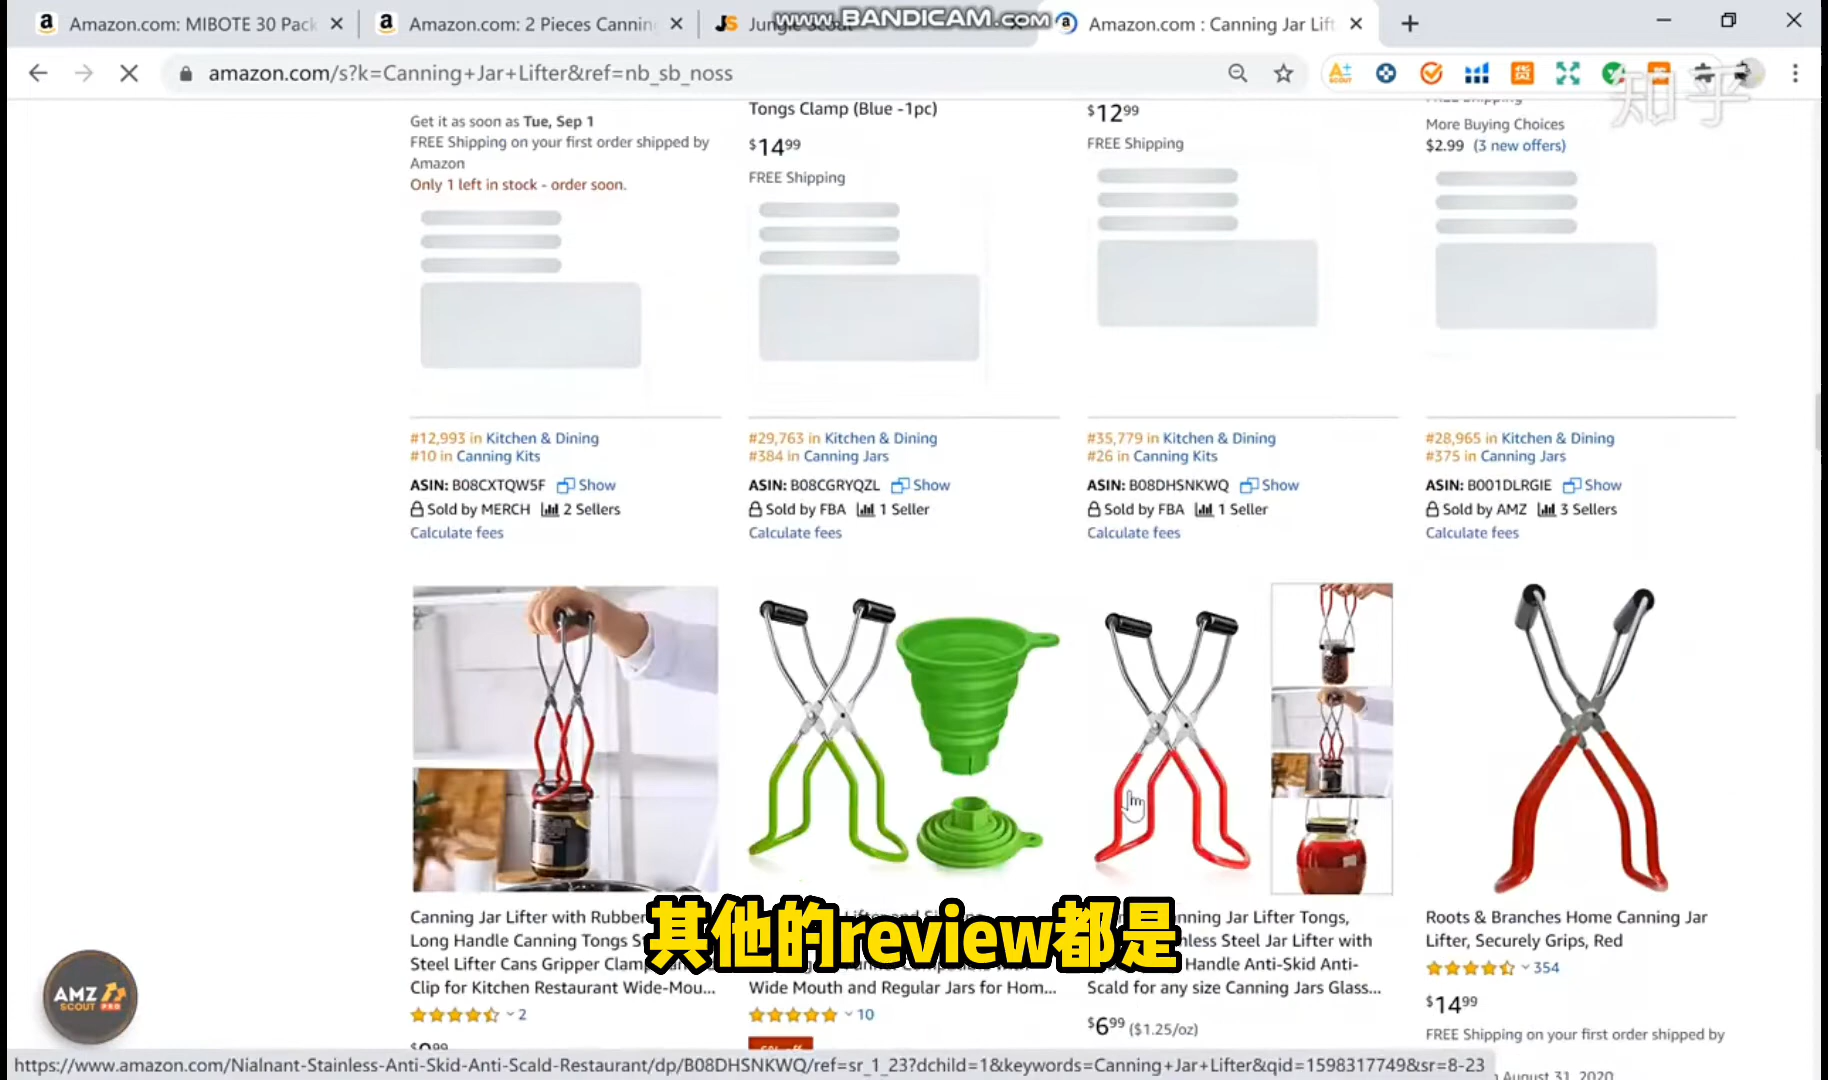 Amazon.com: MIBOTE 30 Pack
Amazon.com: 2 Pieces Canning
Jungle Scout
www.BANDICAM.com
Amazon.com : Canning Jar Lift
amazon.com/s?k=Canning+Jar+Lifter&ref=nb_sb_noss
知乎
Get it as soon as Tue, Sep 1
FREE Shipping on your first order shipped by
Amazon
Only 1 left in stock - order soon.
Tongs Clamp (Blue -1pc)
$14.99
FREE Shipping
$12.99
FREE Shipping
FREE Shipping
More Buying Choices
$2.99 (3 new offers)
#12,993 in Kitchen & Dining
#10 in Canning Kits
ASIN: B08CXTQW5F Show
Sold by MERCH 2 Sellers
Calculate fees
#29,763 in Kitchen & Dining
#384 in Canning Jars
ASIN: B08CGRYQZL Show
Sold by FBA 1 Seller
Calculate fees
#35,779 in Kitchen & Dining
#26 in Canning Kits
ASIN: B08DHSNKWQ Show
Sold by FBA 1 Seller
Calculate fees
#28,965 in Kitchen & Dining
#375 in Canning Jars
ASIN: B001DLRGIE Show
Sold by AMZ 3 Sellers
Calculate fees
Canning Jar Lifter with Rubber
Long Handle Canning Tongs
Steel Lifter Cans Gripper Clamp
Clip for Kitchen Restaurant Wide-Mou...
2
Wide Mouth and Regular Jars for Hom...
10
nning Jar Lifter Tongs,
nless Steel Jar Lifter with
Handle Anti-Skid Anti-
Scald for any size Canning Jars Glass...
$6.99 ($1.25/oz)
Roots & Branches Home Canning Jar
Lifter, Securely Grips, Red
354
$14.99
FREE Shipping on your first order shipped by
August 31, 2020
其他的review都是
AMZ
SCOUT PRO
https://www.amazon.com/Nialnant-Stainless-Anti-Skid-Anti-Scald-Restaurant/dp/B08DHSNKWQ/ref=sr_1_23?dchild=1&keywords=Canning+Jar+Lifter&qid=1598317749&sr=8-23